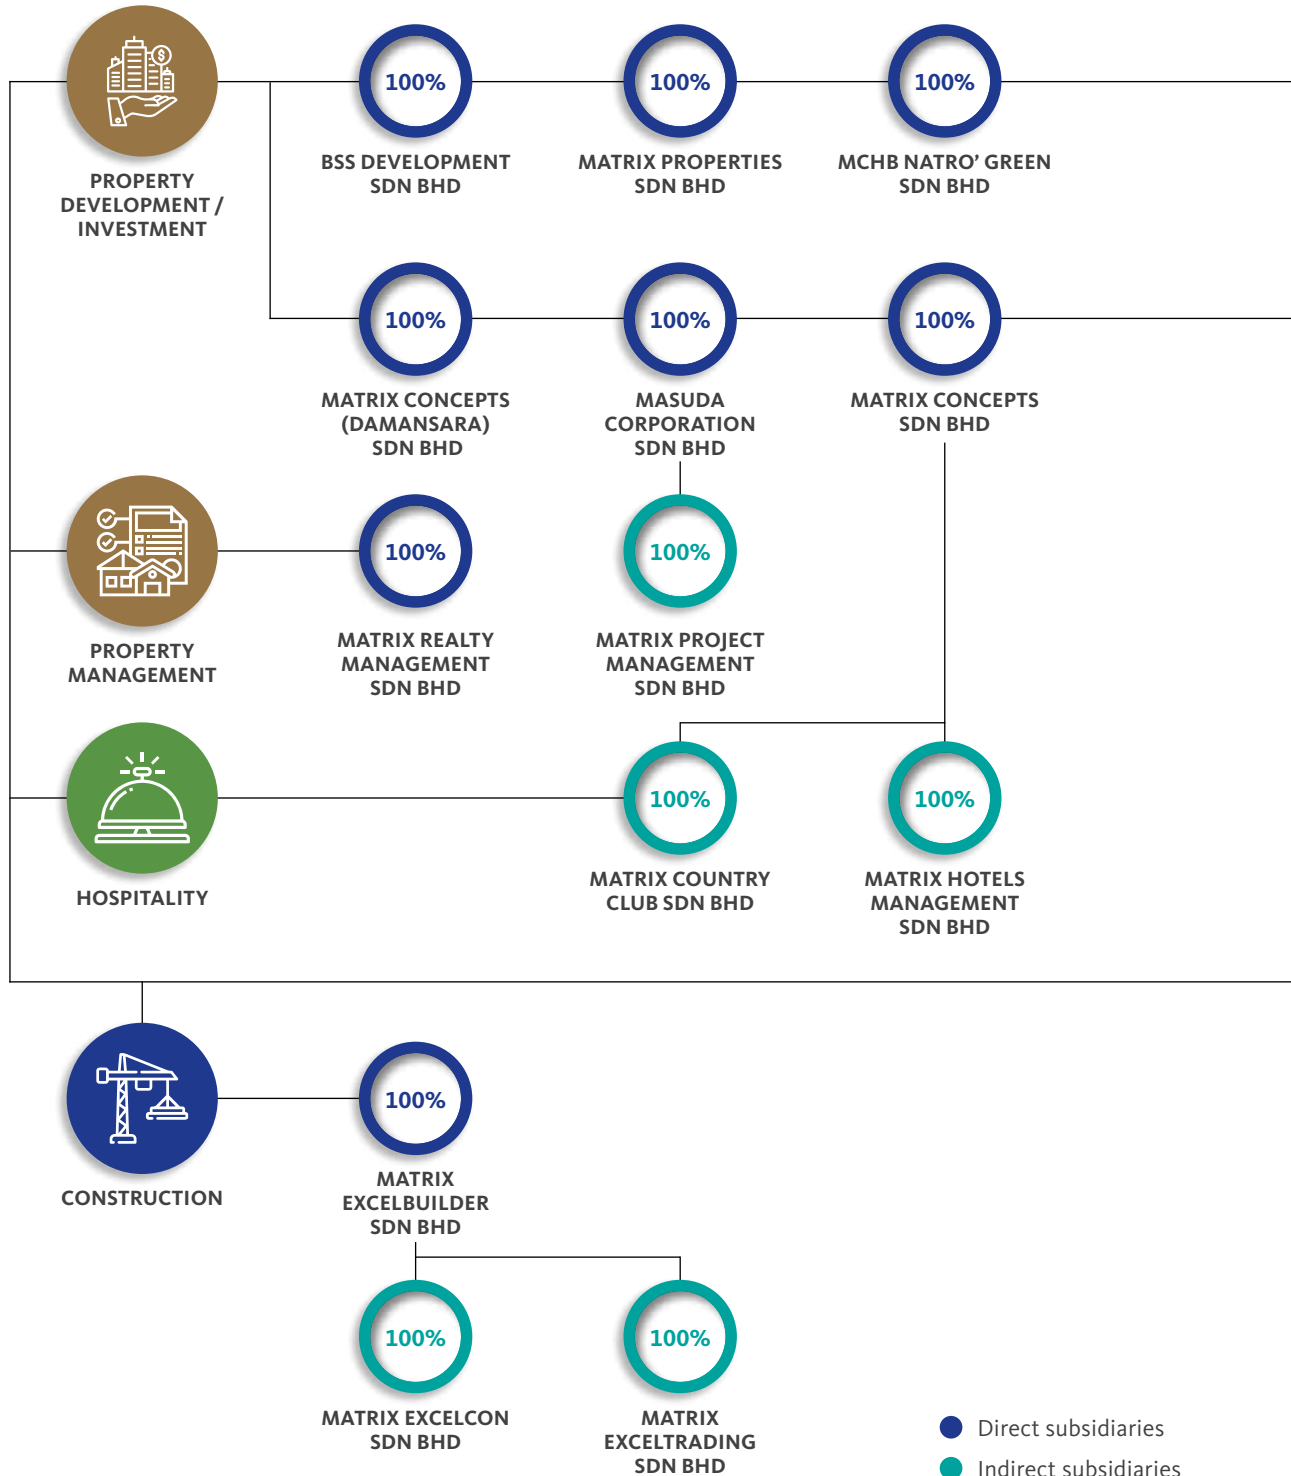 $
100%
100%
100%
PROPERTY
DEVELOPMENT /
INVESTMENT
BSS DEVELOPMENT
SDN BHD
MATRIX PROPERTIES
SDN BHD
MCHB NATRO' GREEN
SDN BHD
100%
100%
100%
MATRIX CONCEPTS
(DAMANSARA)
SDN BHD
MASUDA
CORPORATION
SDN BHD
MATRIX CONCEPTS
SDN BHD
100%
100%
PROPERTY
MANAGEMENT
MATRIX REALTY
MANAGEMENT
SDN BHD
MATRIX PROJECT
MANAGEMENT
SDN BHD
100%
100%
HOSPITALITY
MATRIX COUNTRY
CLUB SDN BHD
MATRIX HOTELS
MANAGEMENT
SDN BHD
100%
CONSTRUCTION
MATRIX
EXCELBUILDER
SDN BHD
100%
100%
MATRIX EXCELCON
SDN BHD
MATRIX
EXCELTRADING
SDN BHD
Direct subsidiaries
Indirect subsidiaries